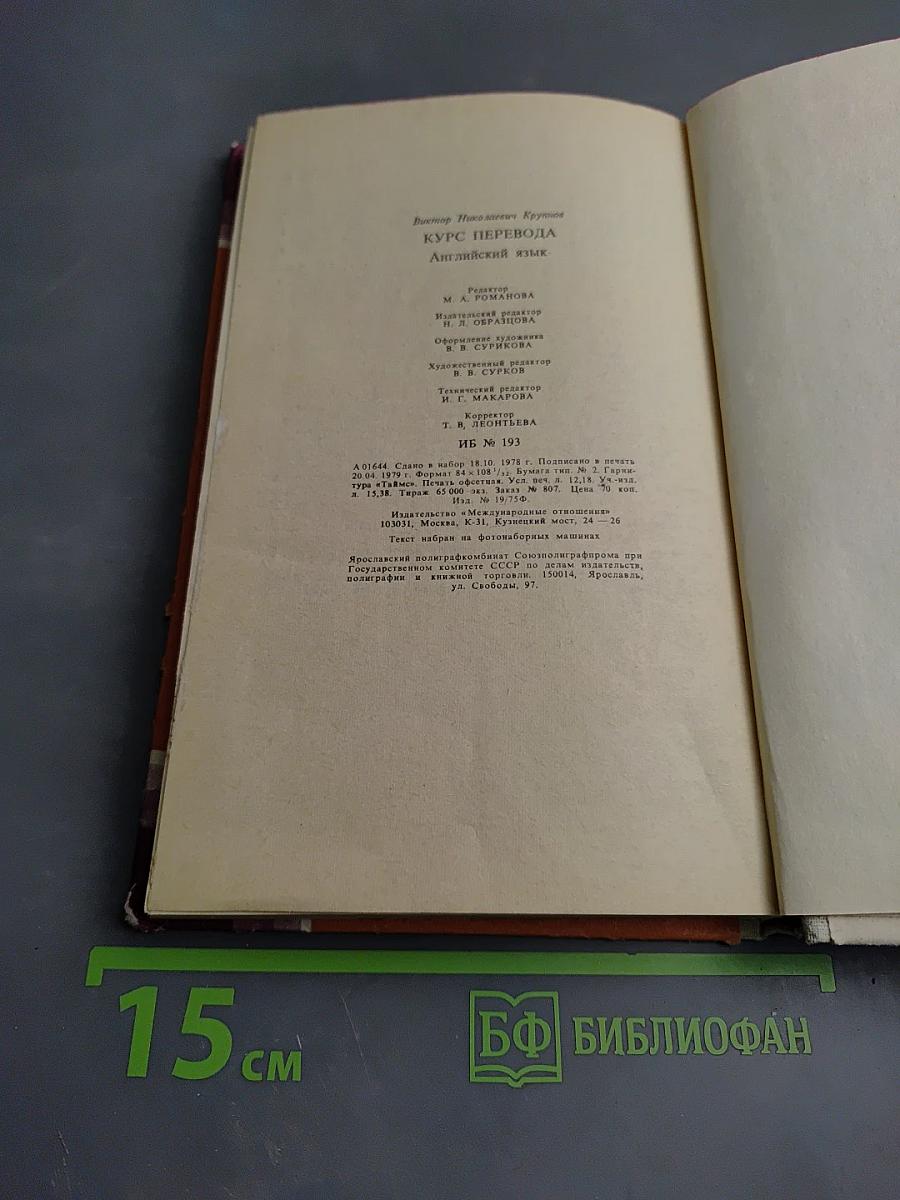 Виктор Николаевич Крупнов
КУРС ПЕРЕВОДА
Английский язык
Редактор
М. А. РОМАНОВА
Издательский редактор
Н. Л. ОБРАЗЦОВА
Оформление художника
В. В. СУРИКОВА
Художественный редактор
В. В. СУРКОВ
Технический редактор
И. Г. МАКАРОВА
Корректор
Т. В. ЛЕОНТЬЕВА
ИБ № 193
А 01644. Сдано в набор 18.10. 1978 г. Подписано в печать
20.04. 1979 г. Формат 84 × 108 1/32. Бумага тип. № 2. Гарни-
тура «Таймс». Печать офсетная. Усл. печ. л. 12,18. Уч.-изд.
л. 15,38. Тираж 65 000 экз. Заказ № 807. Цена 70 коп.
Изд. № 19/75Ф.
Издательство «Международные отношения»
103031, Москва, К-31, Кузнецкий мост, 24 — 26
Текст набран на фотонаборных машинах
Ярославский полиграфкомбинат Союзполиграфпрома при
Государственном комитете СССР по делам издательств,
полиграфии и книжной торговли. 150014, Ярославль,
ул. Свободы, 97.
15 см
БФ БИБЛИОФАН